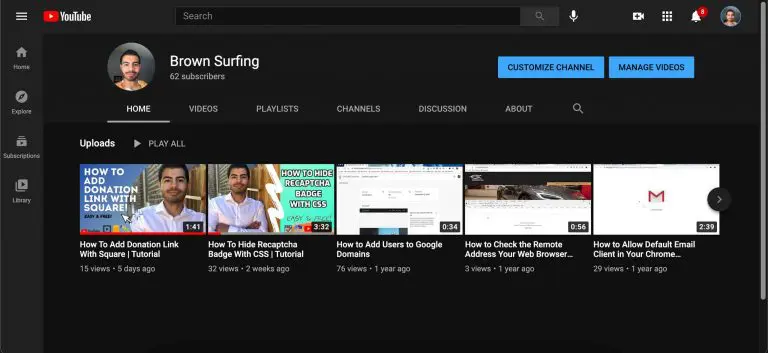 YouTube
Search
8
Home
Explore
Subscriptions
Library
Brown Surfing
62 subscribers
CUSTOMIZE CHANNEL
MANAGE VIDEOS
HOME VIDEOS PLAYLISTS CHANNELS DISCUSSION ABOUT
Uploads PLAY ALL
HOW TO
ADD
DONATION
LINK WITH
SQUARE!
EASY & FREE!
1:41
HOW TO HIDE
RECAPTCHA
BADGE
WITH CSS
EASY & FREE!
3:32
0:34
0:56
2:39
How To Add Donation Link
With Square | Tutorial
15 views • 5 days ago
How To Hide Recaptcha
Badge With CSS | Tutorial
32 views • 2 weeks ago
How to Add Users to Google
Domains
76 views • 1 year ago
How to Check the Remote
Address Your Web Browser...
3 views • 1 year ago
How to Allow Default Email
Client in Your Chrome...
29 views • 1 year ago